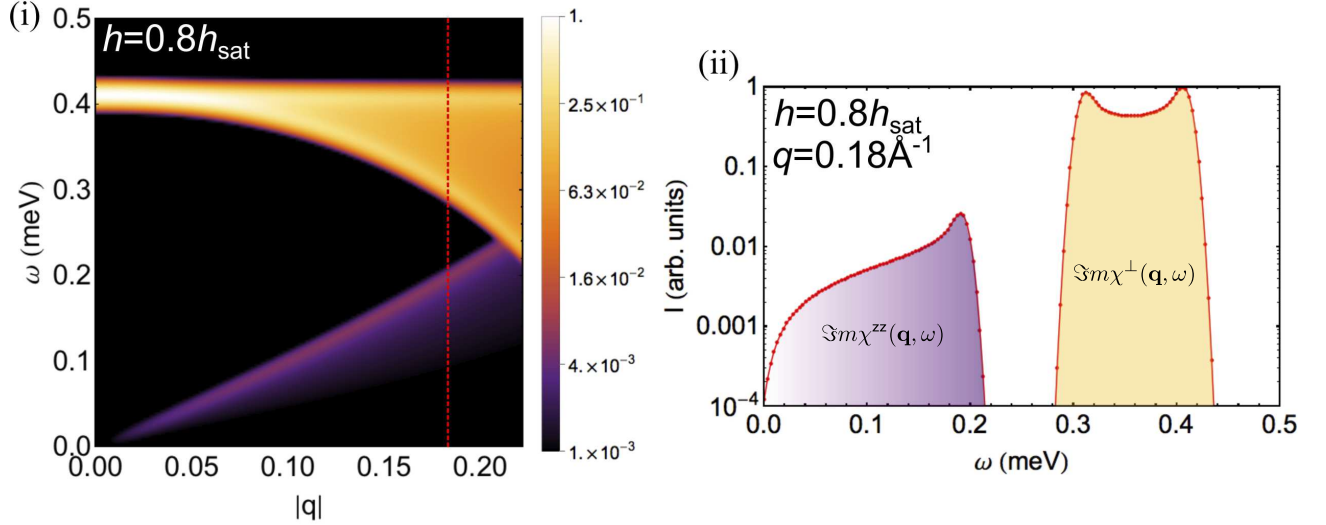 (i)
h=0.8h_sat
0.5
0.4
0.3
0.2
0.1
0.0
ω (meV)
0.00 0.05 0.10 0.15 0.20
|q|
1.
2.5×10⁻¹
6.3×10⁻²
1.6×10⁻²
4.×10⁻³
1.×10⁻³
(ii)
h=0.8h_sat
q=0.18Å⁻¹
1
0.1
0.01
0.001
10⁻⁴
I (arb. units)
ℑmχ^zz(q,ω)
ℑmχ^⊥(q,ω)
0.0 0.1 0.2 0.3 0.4 0.5
ω (meV)